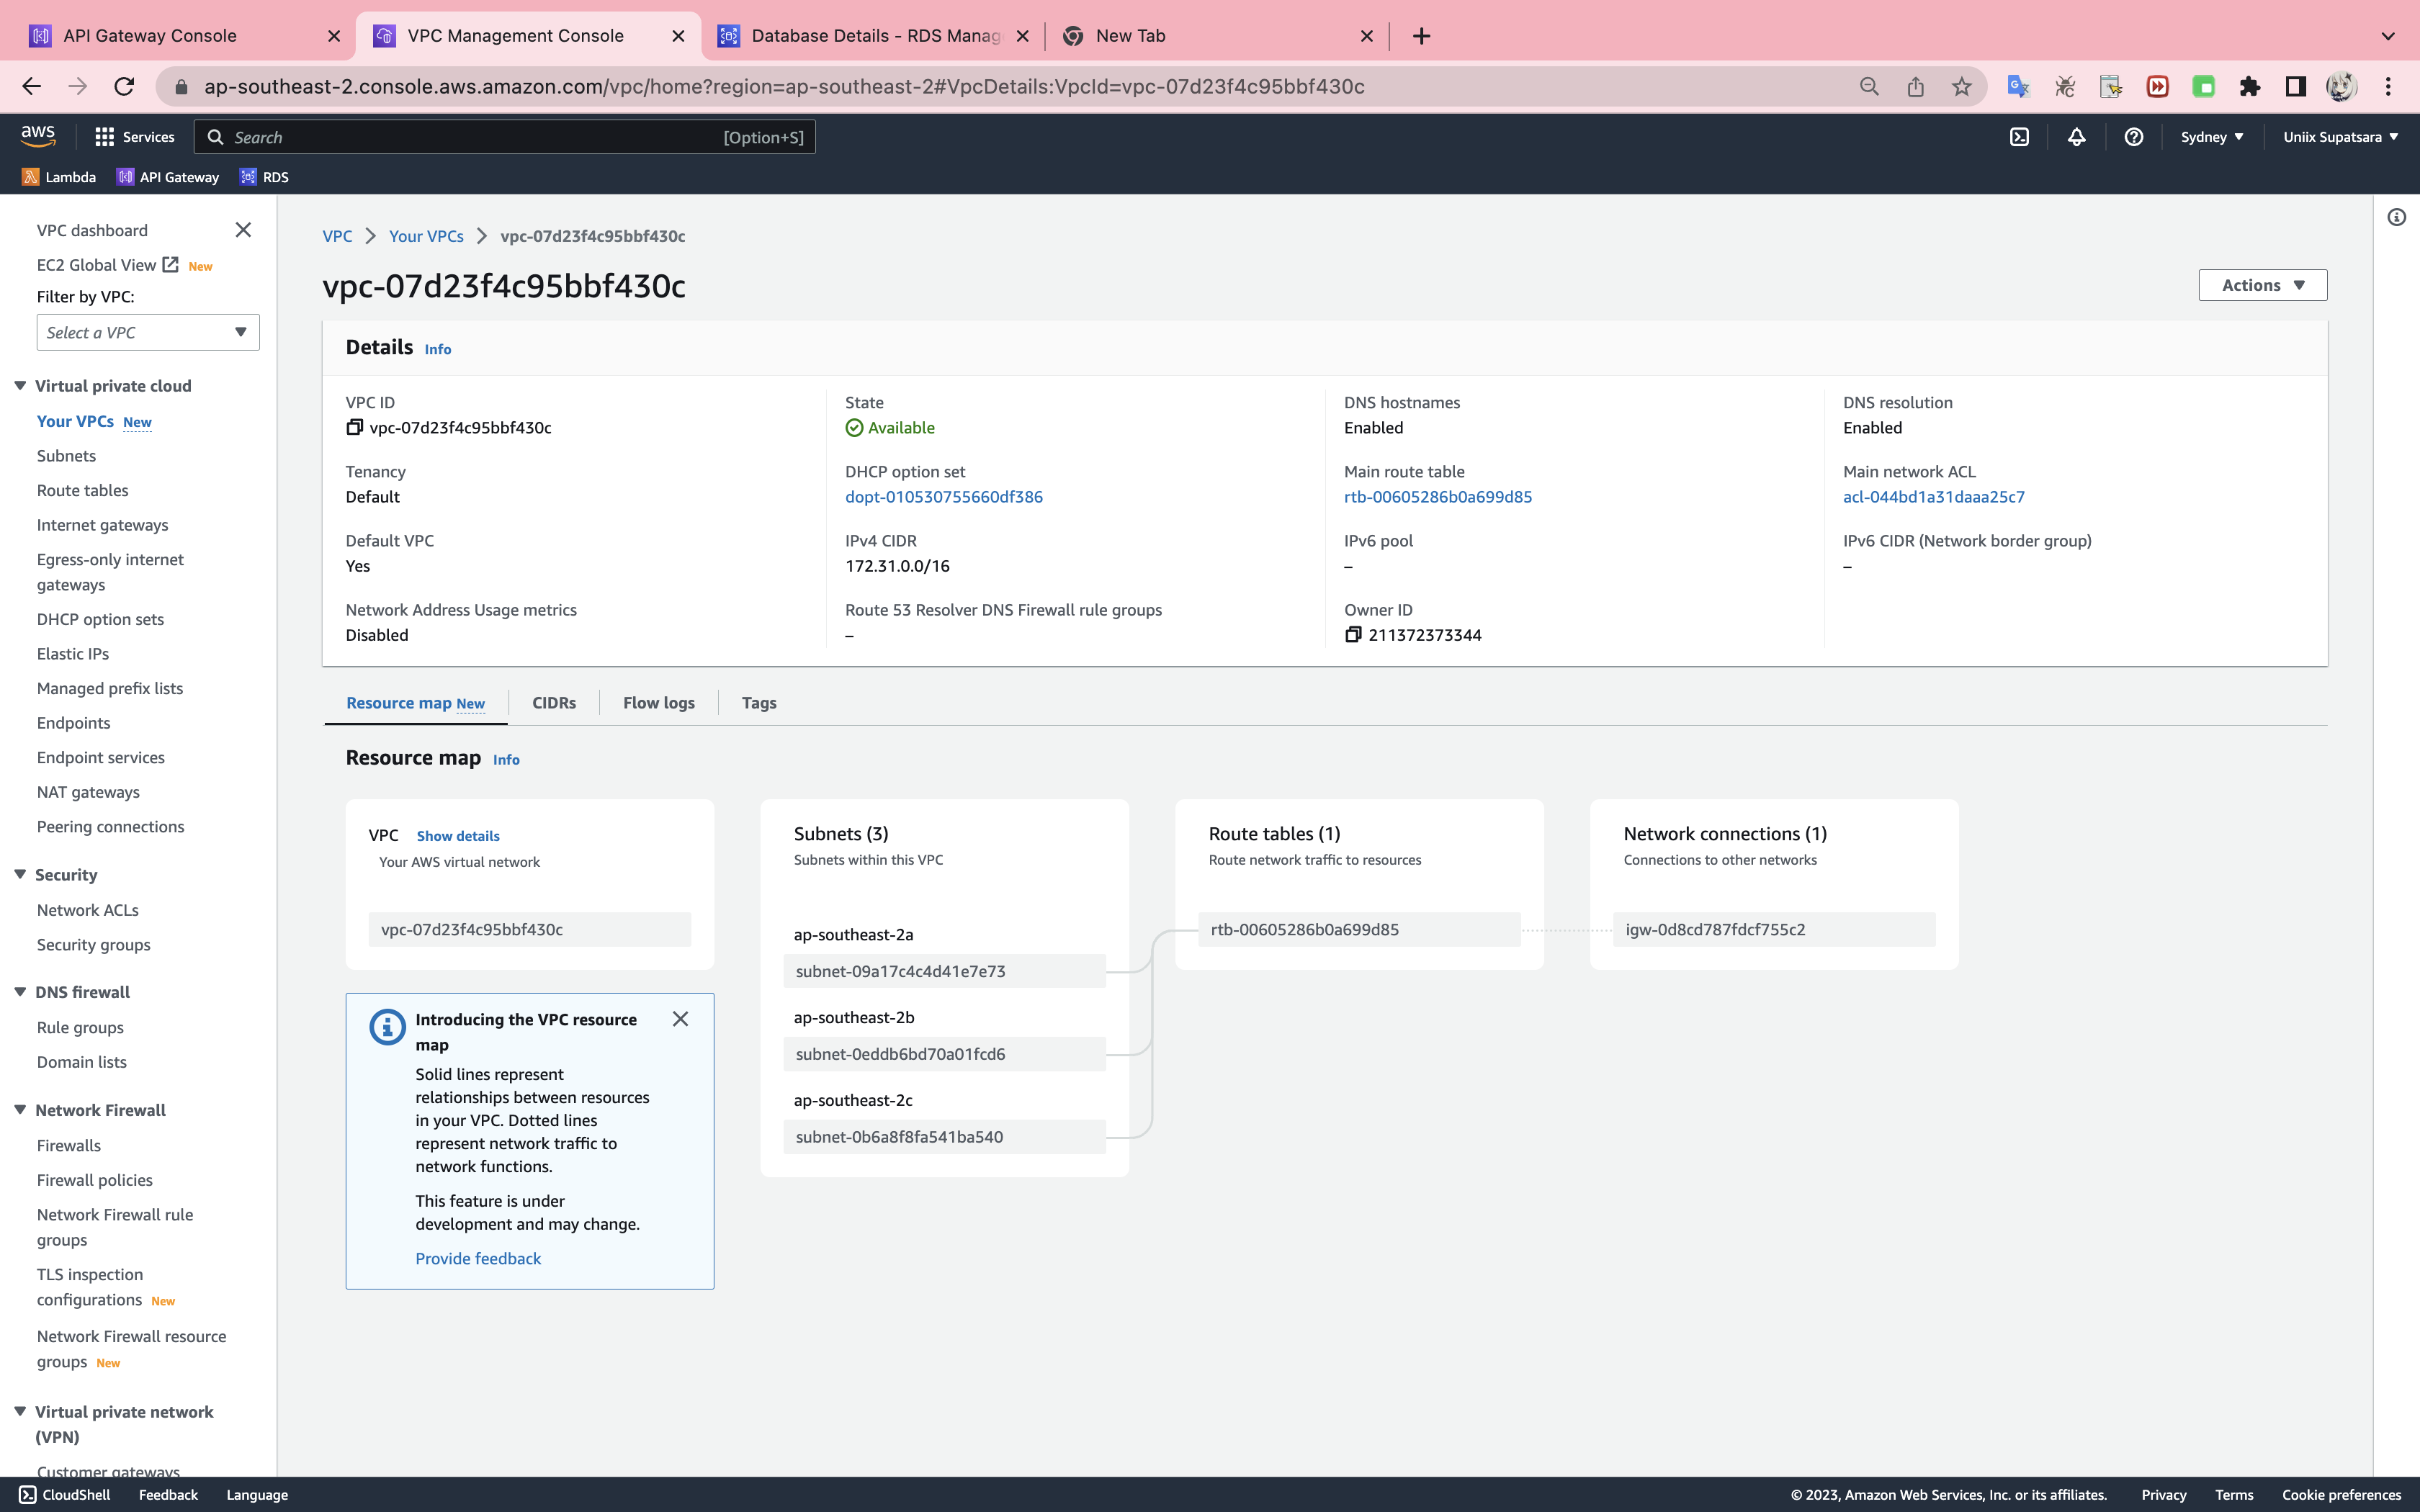 API Gateway Console
VPC Management Console
Database Details - RDS Manag
New Tab
ap-southeast-2.console.aws.amazon.com/vpc/home?region=ap-southeast-2#VpcDetails:VpcId=vpc-07d23f4c95bbf430c
aws
Services
Search
[Option+S]
Sydney
Uniix Supatsara
Lambda
API Gateway
RDS
VPC dashboard
EC2 Global View New
Filter by VPC:
Select a VPC
Virtual private cloud
Your VPCs New
Subnets
Route tables
Internet gateways
Egress-only internet
gateways
DHCP option sets
Elastic IPs
Managed prefix lists
Endpoints
Endpoint services
NAT gateways
Peering connections
Security
Network ACLs
Security groups
DNS firewall
Rule groups
Domain lists
Network Firewall
Firewalls
Firewall policies
Network Firewall rule
groups
TLS inspection
configurations New
Network Firewall resource
groups New
Virtual private network
(VPN)
Customer gateways
VPC
Your VPCs
vpc-07d23f4c95bbf430c
vpc-07d23f4c95bbf430c
Actions
Details Info
VPC ID
vpc-07d23f4c95bbf430c
State
Available
DNS hostnames
Enabled
DNS resolution
Enabled
Tenancy
Default
DHCP option set
dopt-010530755660df386
Main route table
rtb-00605286b0a699d85
Main network ACL
acl-044bd1a31daaa25c7
Default VPC
Yes
IPv4 CIDR
172.31.0.0/16
IPv6 pool
–
IPv6 CIDR (Network border group)
–
Network Address Usage metrics
Disabled
Route 53 Resolver DNS Firewall rule groups
–
Owner ID
211372373344
Resource map New
CIDRs
Flow logs
Tags
Resource map Info
VPC Show details
Your AWS virtual network
vpc-07d23f4c95bbf430c
Introducing the VPC resource
map
Solid lines represent
relationships between resources
in your VPC. Dotted lines
represent network traffic to
network functions.
This feature is under
development and may change.
Provide feedback
Subnets (3)
Subnets within this VPC
ap-southeast-2a
subnet-09a17c4c4d41e7e73
ap-southeast-2b
subnet-0eddb6bd70a01fcd6
ap-southeast-2c
subnet-0b6a8f8fa541ba540
Route tables (1)
Route network traffic to resources
rtb-00605286b0a699d85
Network connections (1)
Connections to other networks
igw-0d8cd787fdcf755c2
CloudShell
Feedback
Language
© 2023, Amazon Web Services, Inc. or its affiliates.
Privacy
Terms
Cookie preferences